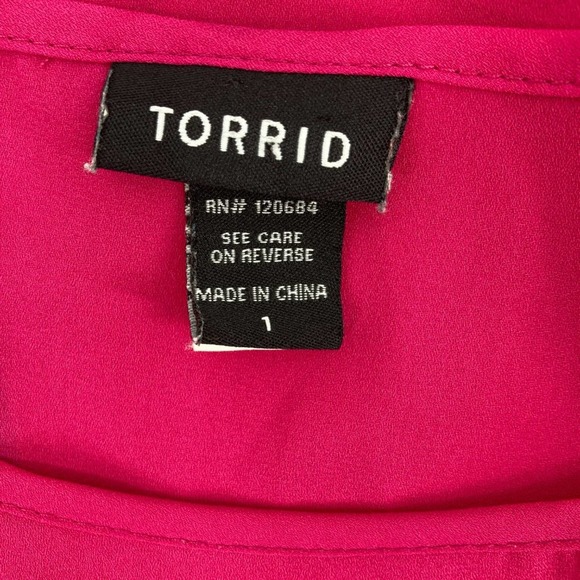 TORRID
RN# 120684
SEE CARE
ON REVERSE
MADE IN CHINA
1